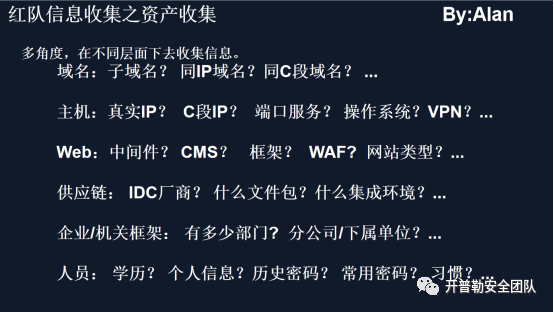 红队信息收集之资产收集 By:Alan
多角度，在不同层面下去收集信息。
域名：子域名？ 同IP域名？同C段域名？ ...
主机：真实IP？ C段IP？ 端口服务？ 操作系统？VPN？...
Web：中间件？ CMS？ 框架？ WAF? 网站类型？...
供应链： IDC厂商？ 什么文件包？什么集成环境？...
企业/机关框架： 有多少部门? 分公司/下属单位？...
人员： 学历？ 个人信息？历史密码？ 常用密码？ 习惯？...
开普勒安全团队